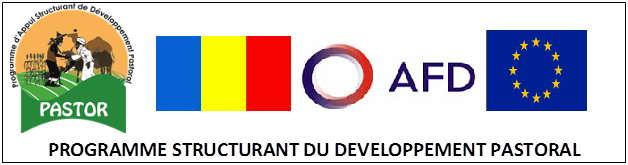 Programme d'Appui Structurant de Développement Pastoral
PASTOR
AFD
PROGRAMME STRUCTURANT DU DEVELOPPEMENT PASTORAL